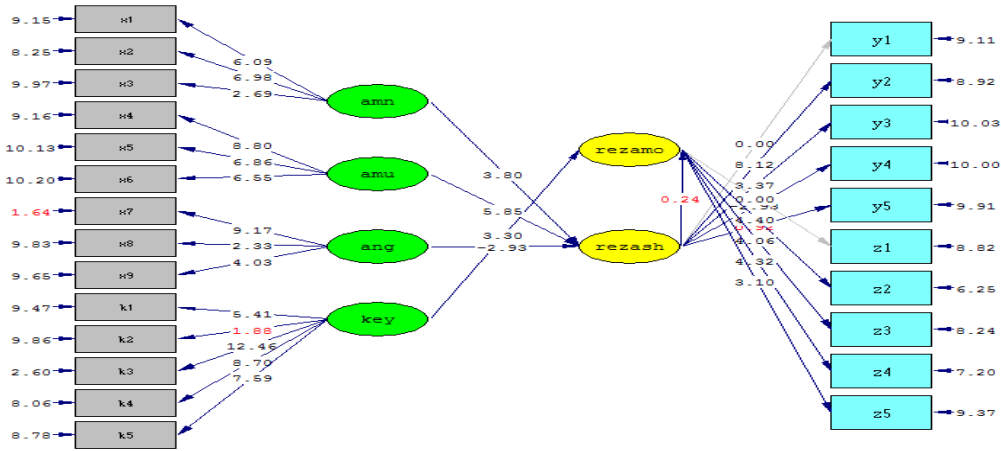 9.15 x1
8.25 x2
9.97 x3
9.16 x4
10.13 x5
10.20 x6
1.64 x7
9.83 x8
9.65 x9
9.47 k1
9.86 k2
2.60 k3
8.06 k4
8.78 k5
6.09
6.98
2.69
8.80
6.86
6.55
9.17
2.33
4.03
5.41
1.88
12.46
8.70
7.59
amn
amu
ang
key
3.80
5.85
3.30
-2.93
rezamo
rezash
0.24
0.00
8.12
3.37
0.00
4.40
4.06
4.32
3.10
y1 9.11
y2 8.92
y3 10.03
y4 10.00
y5 9.91
z1 8.82
z2 6.25
z3 8.24
z4 7.20
z5 9.37